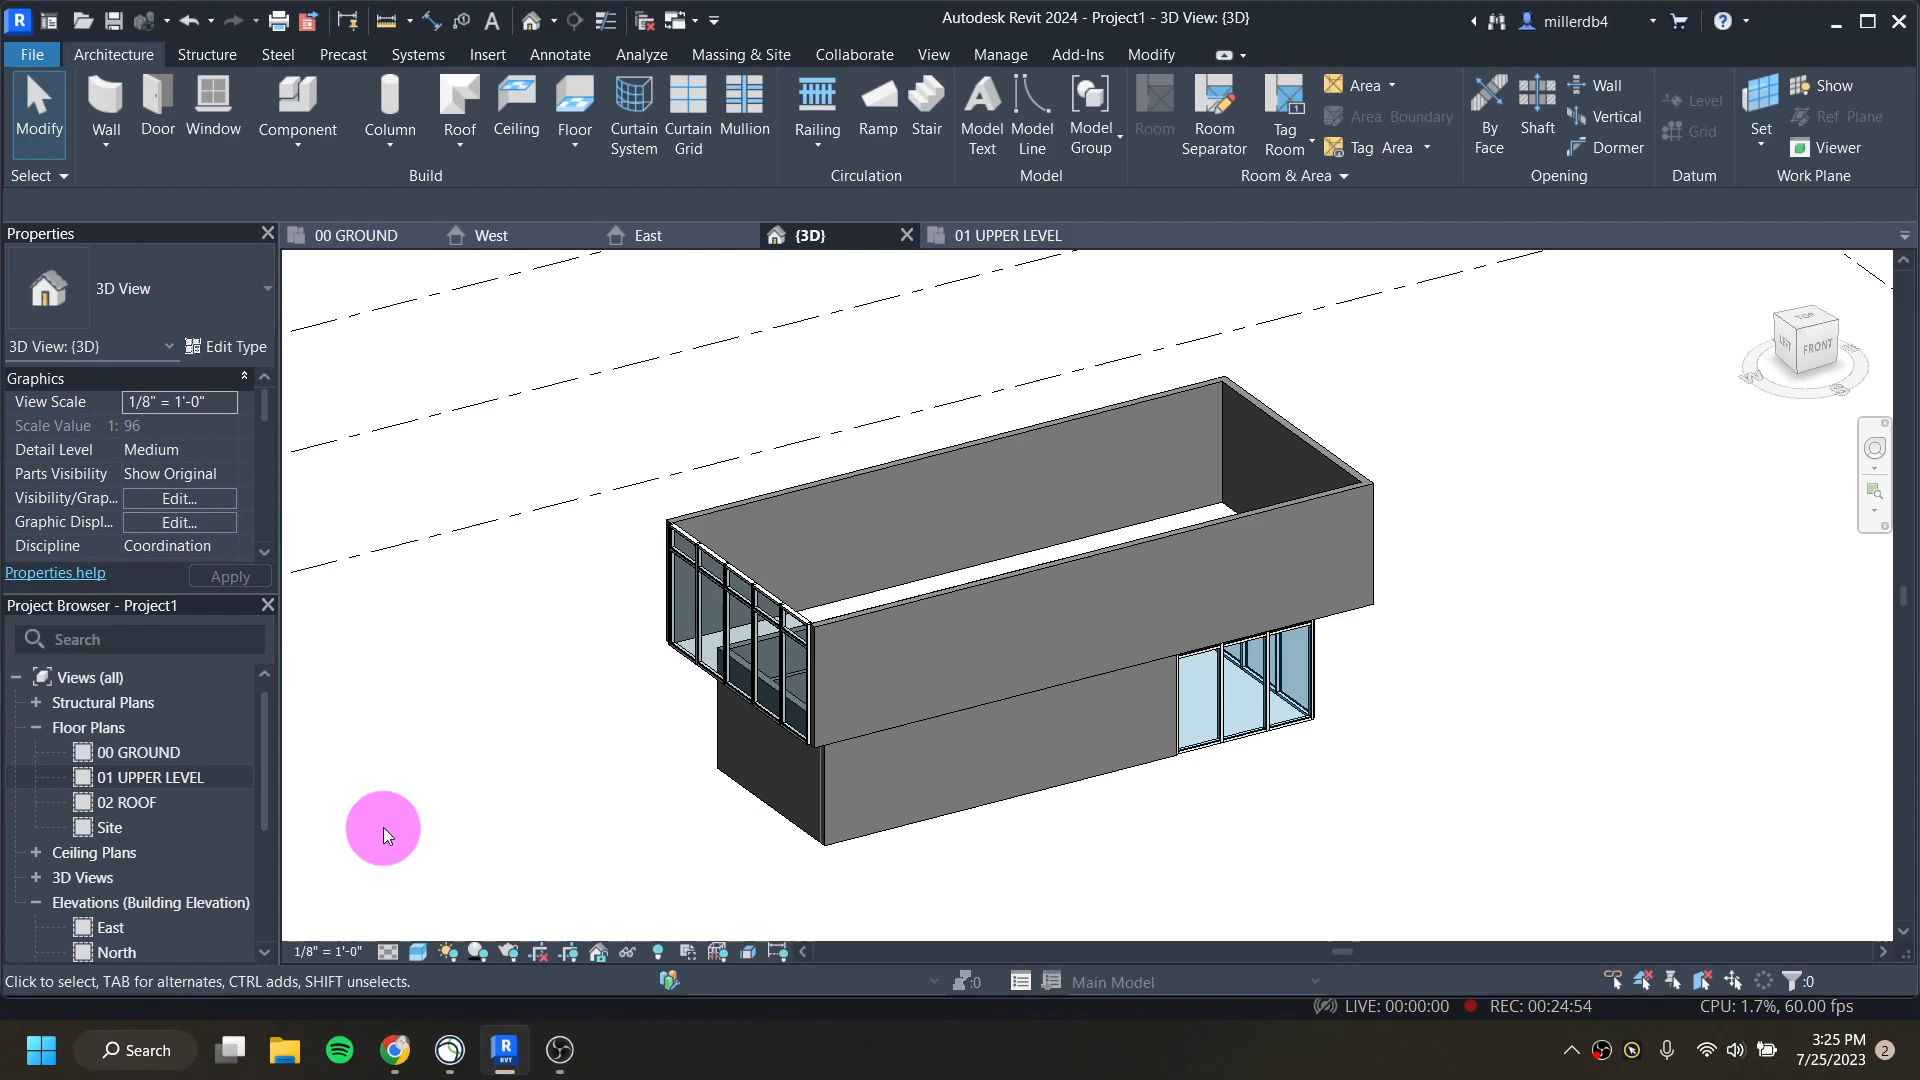 Autodesk Revit 2024 - Project1 - 3D View: {3D}
millerdb4
File
Architecture
Structure
Steel
Precast
Systems
Insert
Annotate
Analyze
Massing & Site
Collaborate
View
Manage
Add-Ins
Modify
Modify
Wall
Door
Window
Component
Column
Roof
Ceiling
Floor
Curtain System
Curtain Grid
Mullion
Railing
Ramp
Stair
Model Text
Model Line
Model Group
Room
Room Separator
Tag Room
Area
Area Boundary
Tag Area
By Face
Shaft
Wall
Vertical
Dormer
Level
Grid
Set
Show
Ref Plane
Viewer
Select
Build
Circulation
Model
Room & Area
Opening
Datum
Work Plane
Properties
00 GROUND
West
East
{3D}
01 UPPER LEVEL
3D View
3D View: {3D}
Edit Type
Graphics
View Scale
1/8" = 1'-0"
Scale Value 1:
96
Detail Level
Medium
Parts Visibility
Show Original
Visibility/Grap...
Edit...
Graphic Displ...
Edit...
Discipline
Coordination
Properties help
Apply
Project Browser - Project1
Search
Views (all)
Structural Plans
Floor Plans
00 GROUND
01 UPPER LEVEL
02 ROOF
Site
Ceiling Plans
3D Views
Elevations (Building Elevation)
East
North
TOP
LEFT
FRONT
W
S
1/8" = 1'-0"
Click to select, TAB for alternates, CTRL adds, SHIFT unselects.
:0
Main Model
:0
LIVE: 00:00:00
REC: 00:24:54
CPU: 1.7%, 60.00 fps
Search
3:25 PM
7/25/2023
2